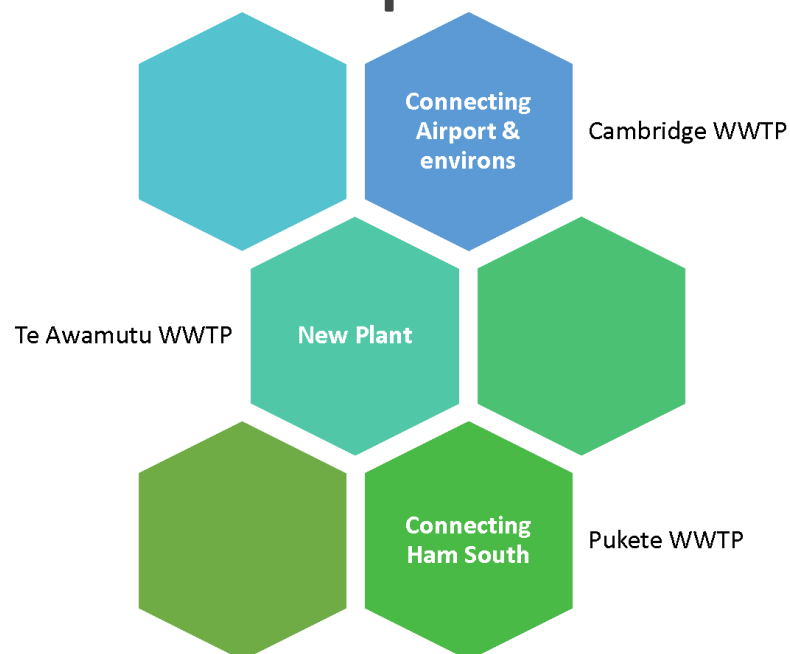 Connecting
Airport &
environs
Cambridge WWTP
Te Awamutu WWTP
New Plant
Connecting
Ham South
Pukete WWTP